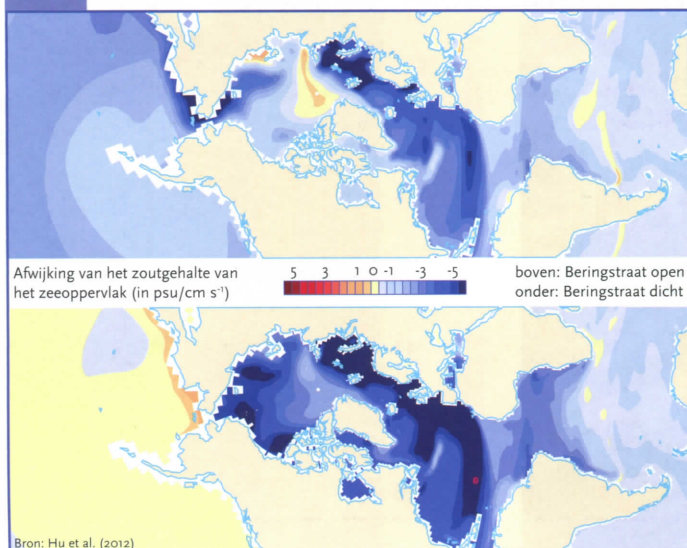 Afwijking van het zoutgehalte van
het zeeoppervlak (in psu/cm s⁻¹)
5 3 1 0 -1 -3 -5
boven: Beringstraat open
onder: Beringstraat dicht
Bron: Hu et al. (2012)